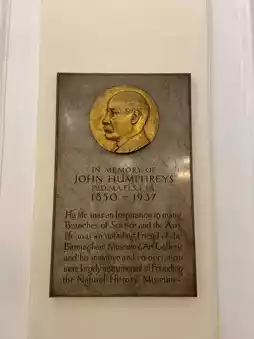 IN MEMORY OF
JOHN HUMPHREYS
1850 – 1937
His life was an Inspiration to many
Branches of Science and the Arts
life was an unfailing Friend of the
Birmingham Museum & Art Gallery
and his initiative and co-operation
were largely instrumental in Founding
the Natural History Museum